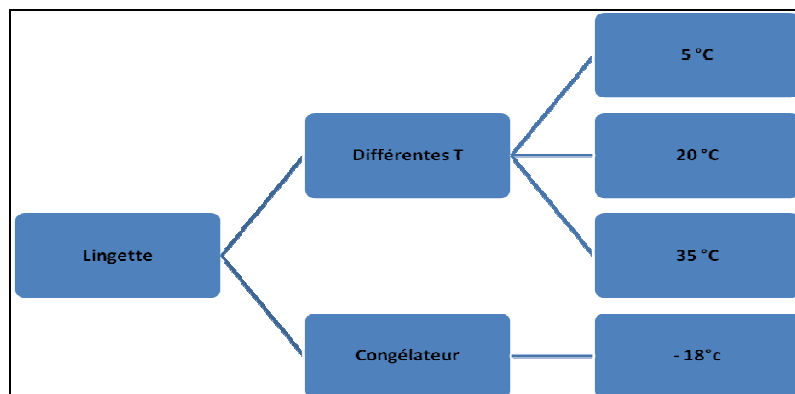 5 °C
Différentes T
20 °C
Lingette
35 °C
Congélateur
- 18°c